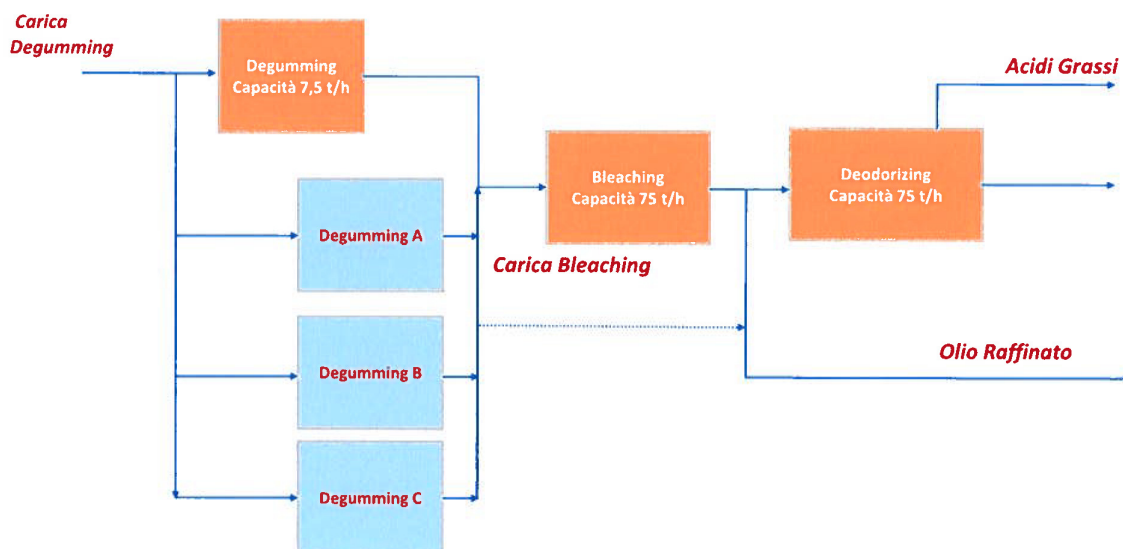 Carica
Degumming
Degumming
Capacità 7,5 t/h
Acidi Grassi
Bleaching
Capacità 75 t/h
Deodorizing
Capacità 75 t/h
Degumming A
Carica Bleaching
Olio Raffinato
Degumming B
Degumming C